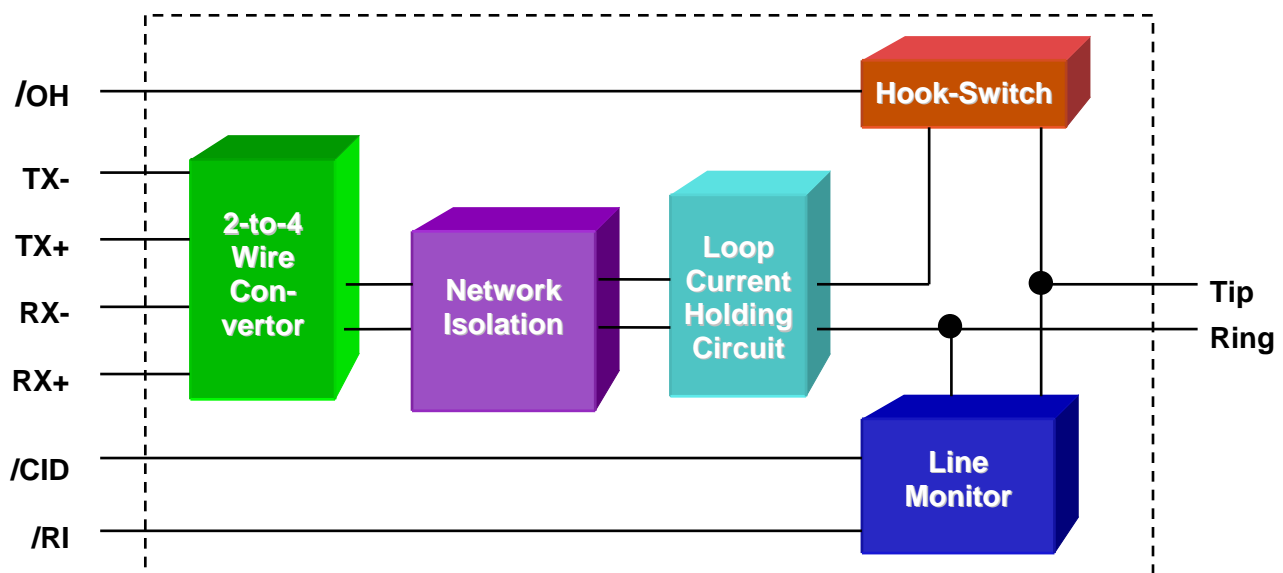 /OH
Hook-Switch
TX-
TX+
RX-
RX+
2-to-4
Wire
Con-
vertor
Network
Isolation
Loop
Current
Holding
Circuit
Tip
Ring
/CID
/RI
Line
Monitor